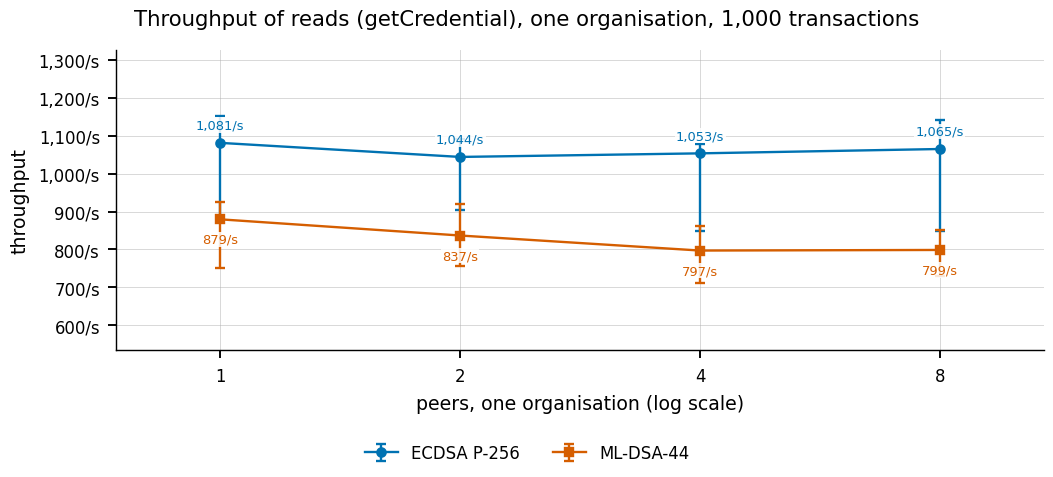 Throughput of reads (getCredential), one organisation, 1,000 transactions
throughput
1,300/s
1,200/s
1,100/s
1,000/s
900/s
800/s
700/s
600/s
1,081/s
1,044/s
1,053/s
1,065/s
879/s
837/s
797/s
799/s
1
2
4
8
peers, one organisation (log scale)
ECDSA P-256
ML-DSA-44